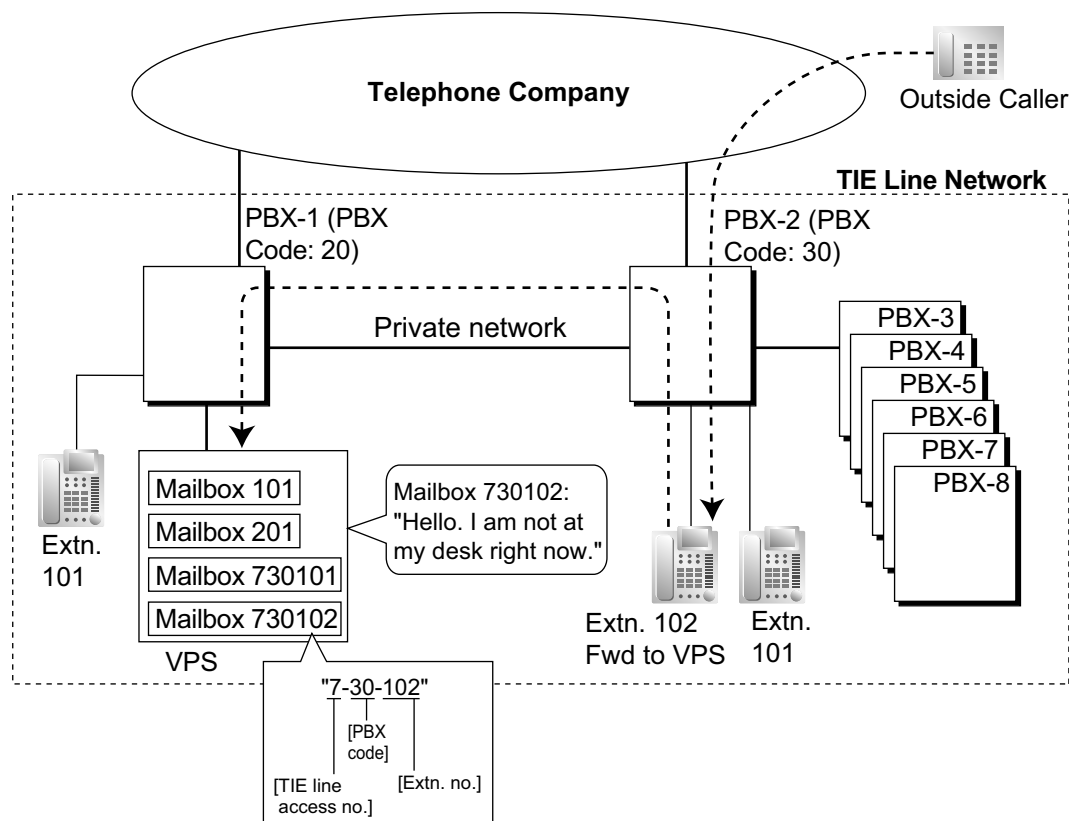 Telephone Company
Outside Caller
TIE Line Network
PBX-1 (PBX
Code: 20)
PBX-2 (PBX
Code: 30)
Private network
PBX-3
PBX-4
PBX-5
PBX-6
PBX-7
PBX-8
Extn.
101
Mailbox 101
Mailbox 201
Mailbox 730101
Mailbox 730102
VPS
Mailbox 730102:
"Hello. I am not at
my desk right now."
Extn. 102
Fwd to VPS
Extn.
101
"7-30-102"
[PBX
code]
[TIE line
access no.]
[Extn. no.]